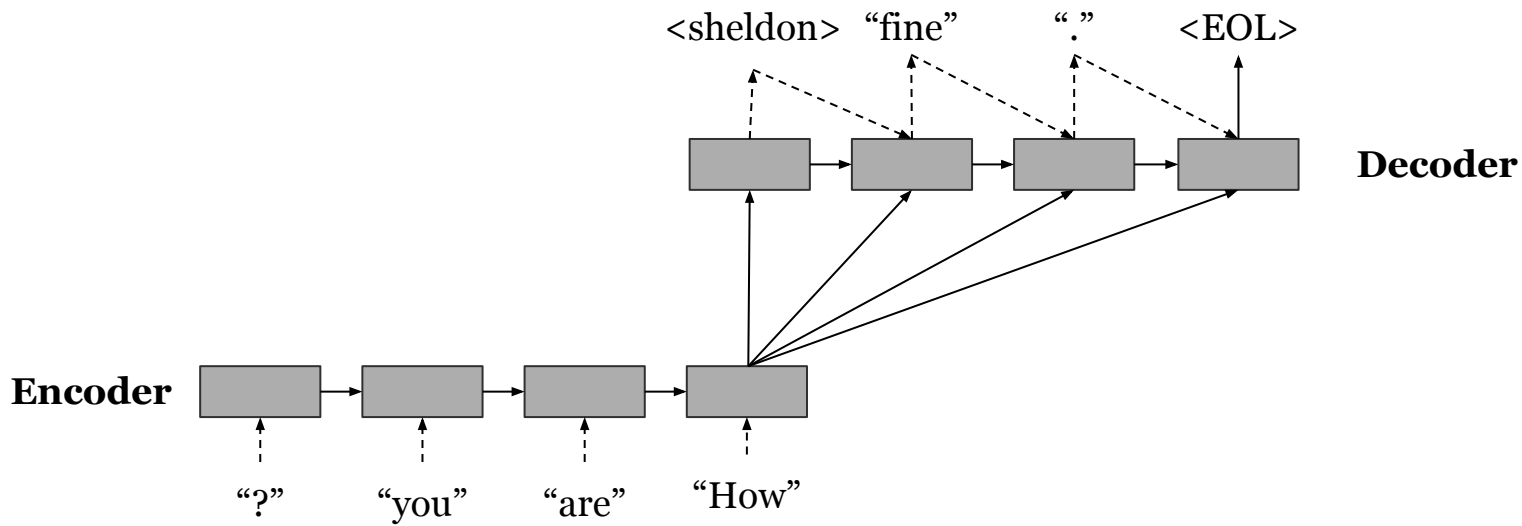 <sheldon> “fine” “.” <EOL>
Decoder
Encoder
“?” “you” “are” “How”